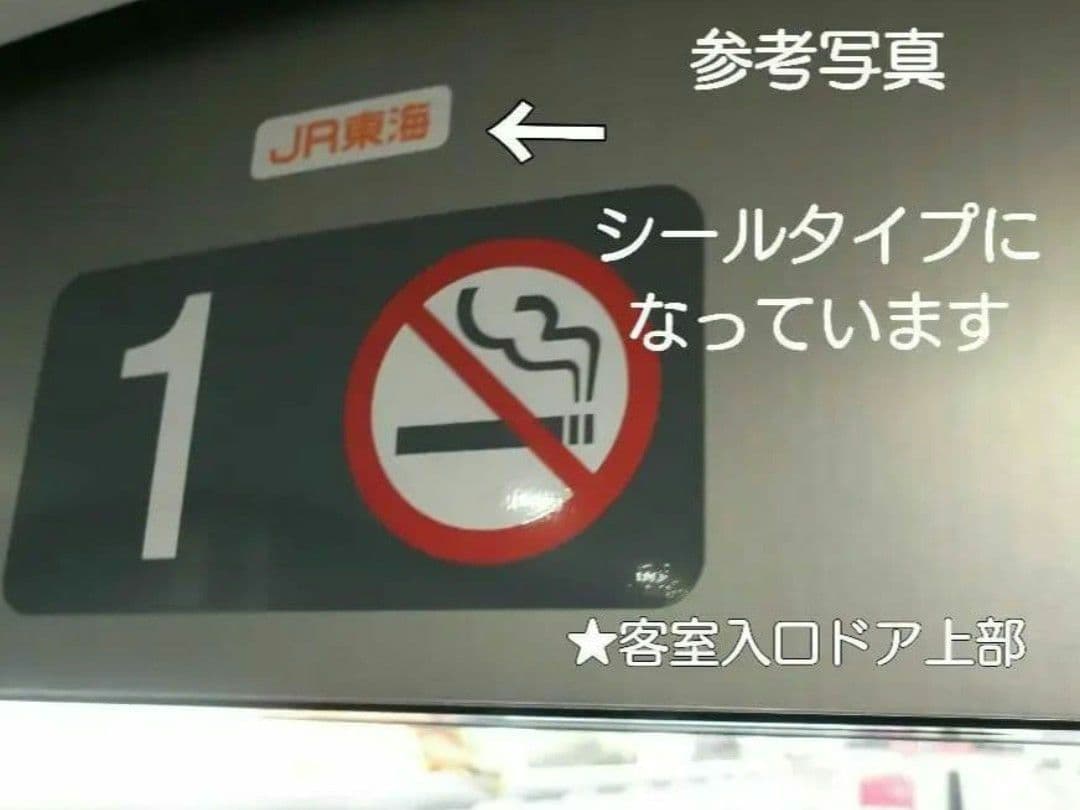 参考写真
JR東海
←
シールタイプに
なっています
1
★客室入口ドア上部